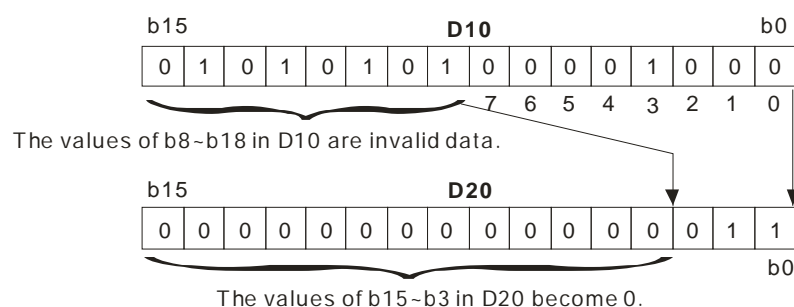 b15 D10 b0
0 1 0 1 0 1 0 1 0 0 0 0 1 0 0 0
7 6 5 4 3 2 1 0
The values of b8~b18 in D10 are invalid data.
b15 D20
0 0 0 0 0 0 0 0 0 0 0 0 0 0 1 1
b0
The values of b15~b3 in D20 become 0.